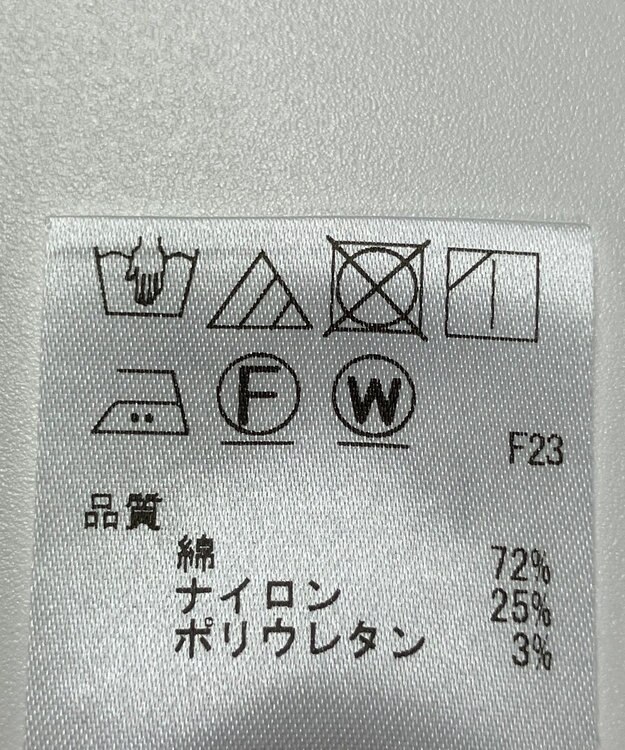 F W
F23
品質
綿 72%
ナイロン 25%
ポリウレタン 3%